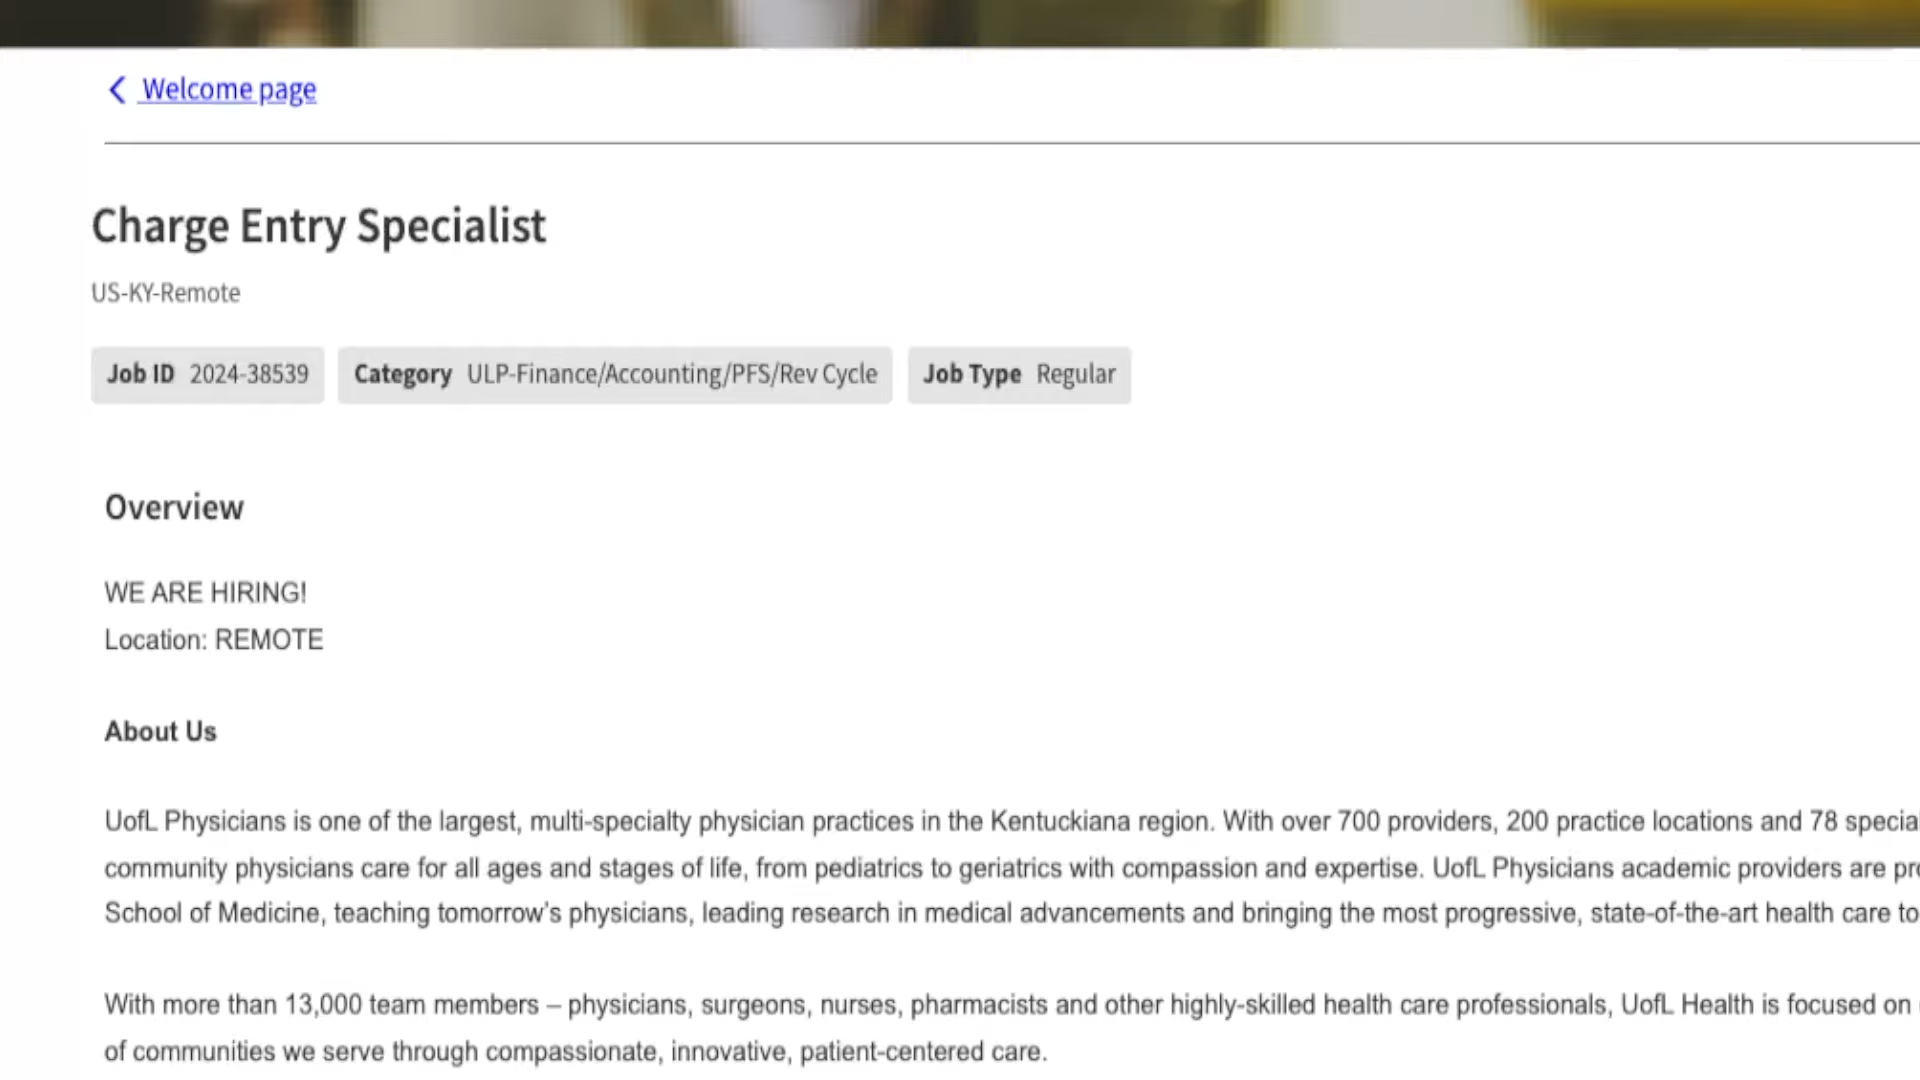 Welcome page
Charge Entry Specialist
US-KY-Remote
Job ID 2024-38539 Category ULP-Finance/Accounting/PFS/Rev Cycle Job Type Regular
Overview
WE ARE HIRING!
Location: REMOTE
About Us
UofL Physicians is one of the largest, multi-specialty physician practices in the Kentuckiana region. With over 700 providers, 200 practice locations and 78
community physicians care for all ages and stages of life, from pediatrics to geriatrics with compassion and expertise. UofL Physicians academic providers are
School of Medicine, teaching tomorrow’s physicians, leading research in medical advancements and bringing the most progressive, state-of-the-art health care to
With more than 13,000 team members – physicians, surgeons, nurses, pharmacists and other highly-skilled health care professionals, UofL Health is focused on
of communities we serve through compassionate, innovative, patient-centered care.